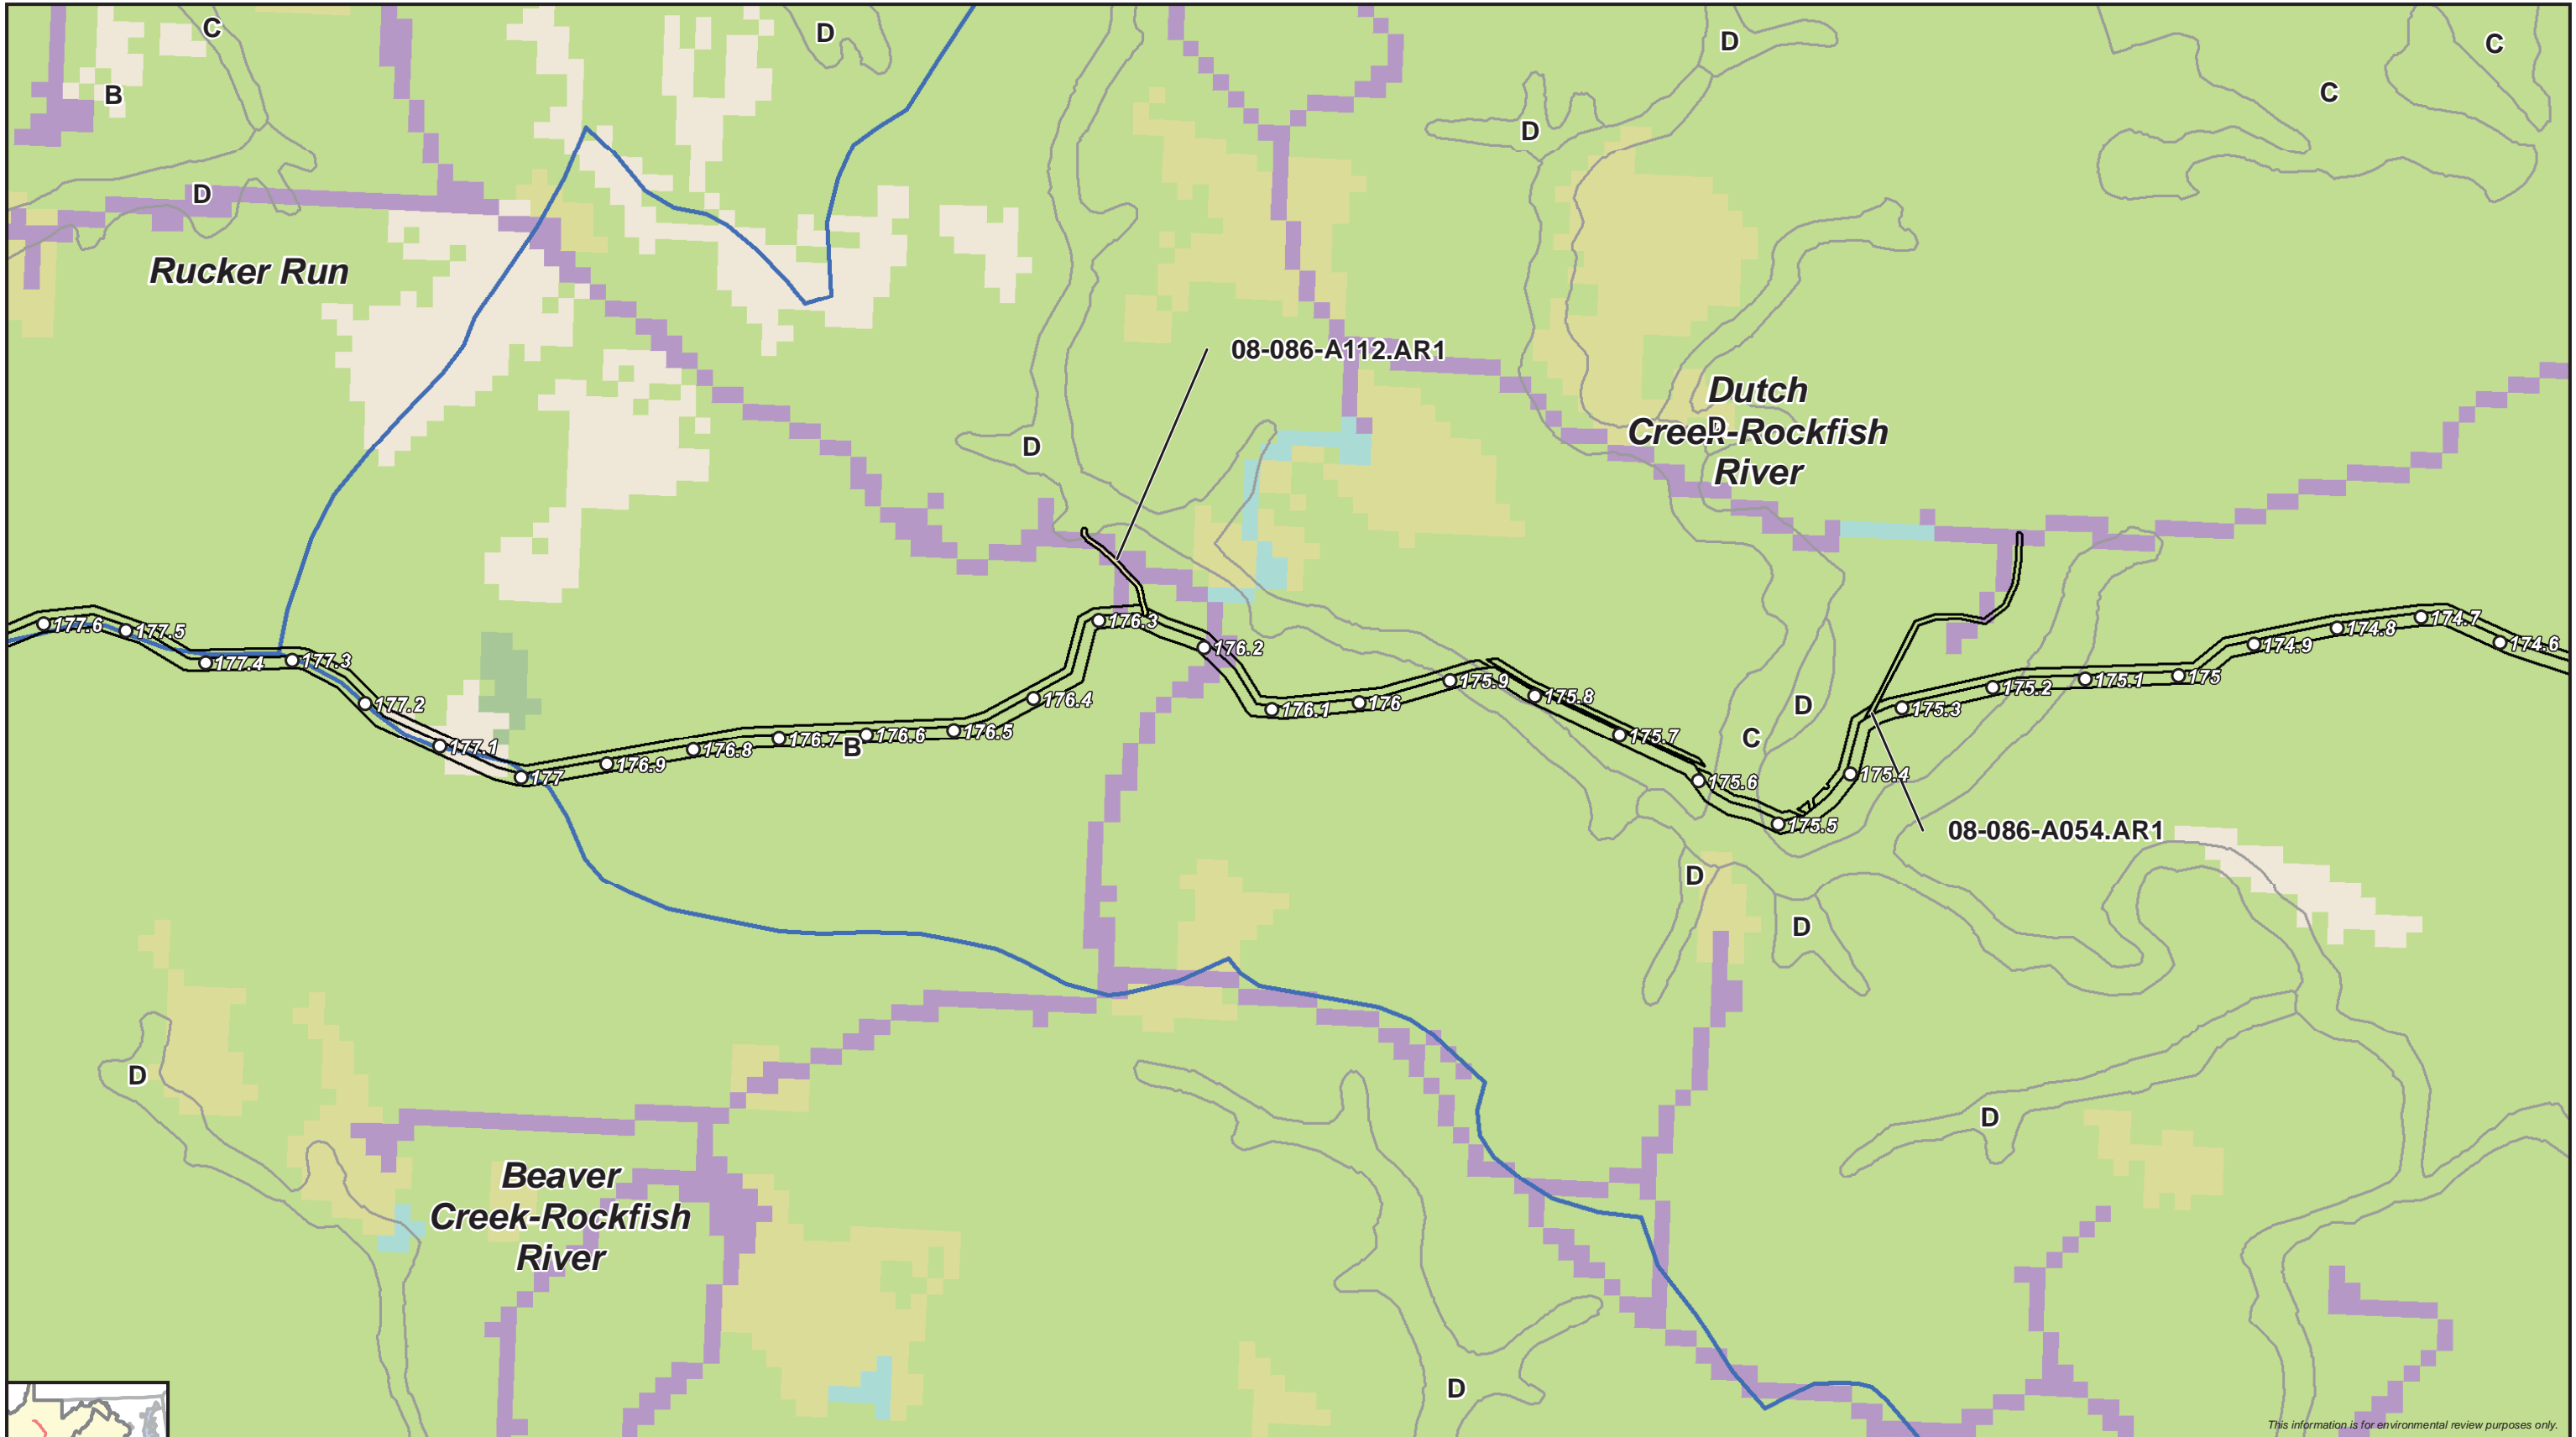 C
D
D
C
B
C
D
D
Rucker Run
08-086-A112.AR1
Dutch
Creek-Rockfish
River
D
D
177.6
177.5
177.4
177.3
177.2
177.1
177
176.9
176.8
176.7
B
176.6
176.5
176.4
176.3
176.2
176.1
176
175.9
175.8
175.7
175.6
175.5
175.4
175.3
175.2
175.1
175
174.9
174.8
174.7
174.6
D
C
08-086-A054.AR1
D
D
D
D
Beaver
Creek-Rockfish
River
D
This information is for environmental review purposes only.